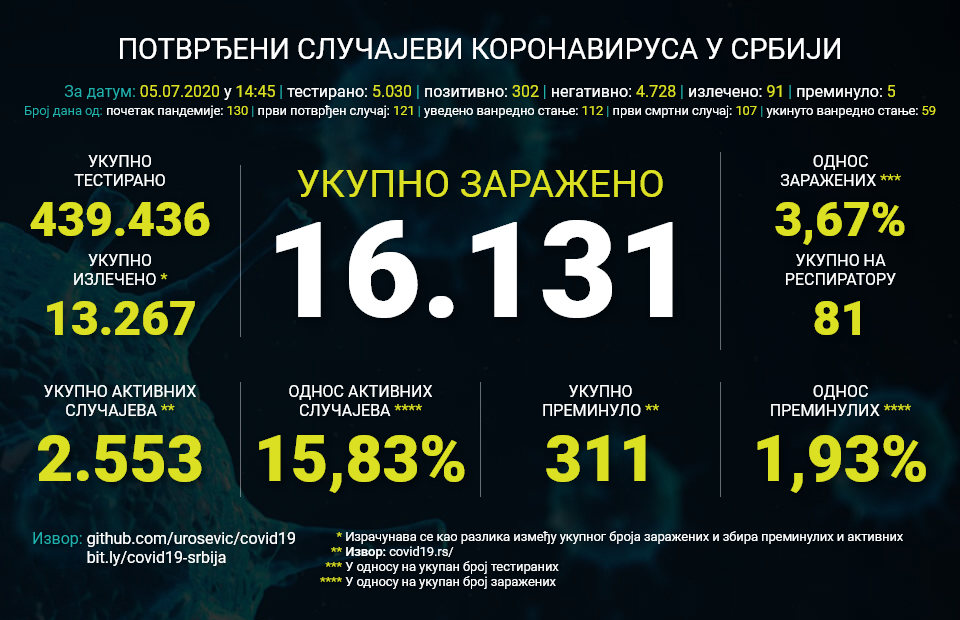 ПОТВРЂЕНИ СЛУЧАЈЕВИ КОРОНАВИРУСА У СРБИЈИ
За датум: 05.07.2020 у 14:45 | тестирано: 5.030 | позитивно: 302 | негативно: 4.728 | излечено: 91 | преминуло: 5
Број дана од: почетак пандемије: 130 | први потврђен случај: 121 | уведено ванредно стање: 112 | први смртни случај: 107 | укинуто ванредно стање: 59
УКУПНО
ТЕСТИРАНО
439.436
УКУПНО
ИЗЛЕЧЕНО *
13.267
УКУПНО ЗАРАЖЕНО
16.131
ОДНОС
ЗАРАЖЕНИХ ***
3,67%
УКУПНО НА
РЕСПИРАТОРУ
81
УКУПНО АКТИВНИХ
СЛУЧАЈЕВА **
2.553
ОДНОС АКТИВНИХ
СЛУЧАЈЕВА ****
15,83%
УКУПНО
ПРЕМИНУЛО **
311
ОДНОС
ПРЕМИНУЛИХ ****
1,93%
Извор: github.com/urosevic/covid19
bit.ly/covid19-srbija
* Израчунава се као разлика између укупног броја заражених и збира преминулих и активних
** Извор: covid19.rs/
*** У односу на укупан број тестираних
**** У односу на укупан број заражених